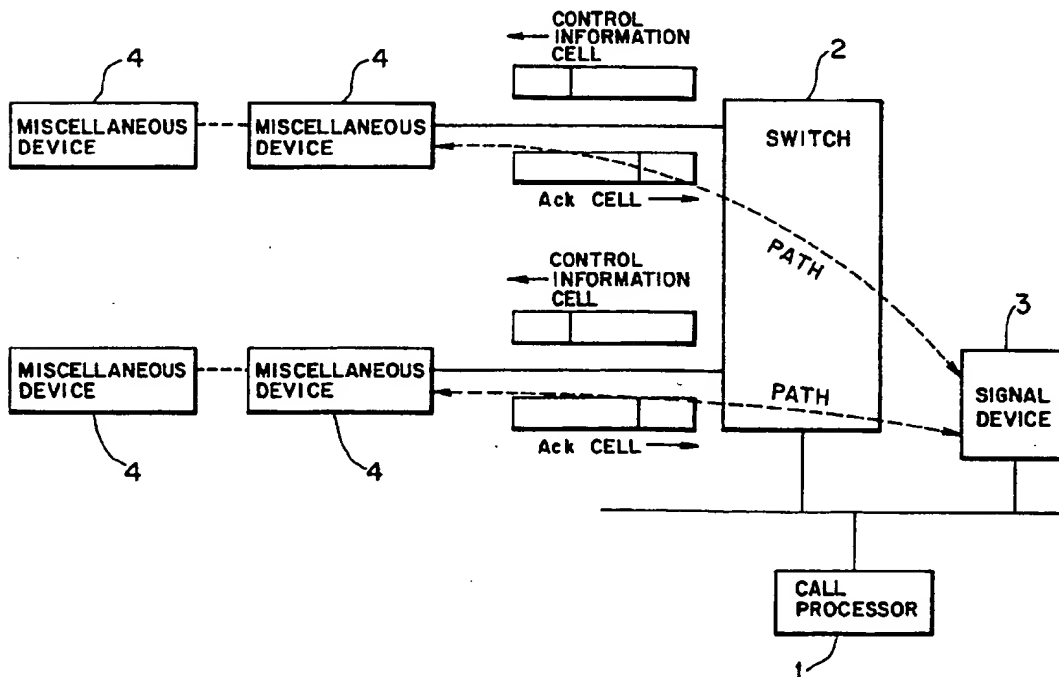 CONTROL
INFORMATION
CELL
2
4
4
MISCELLANEOUS
DEVICE
MISCELLANEOUS
DEVICE
SWITCH
Ack CELL
PATH
CONTROL
INFORMATION
CELL
3
MISCELLANEOUS
DEVICE
MISCELLANEOUS
DEVICE
PATH
SIGNAL
DEVICE
Ack CELL
4
4
CALL
PROCESSOR
1